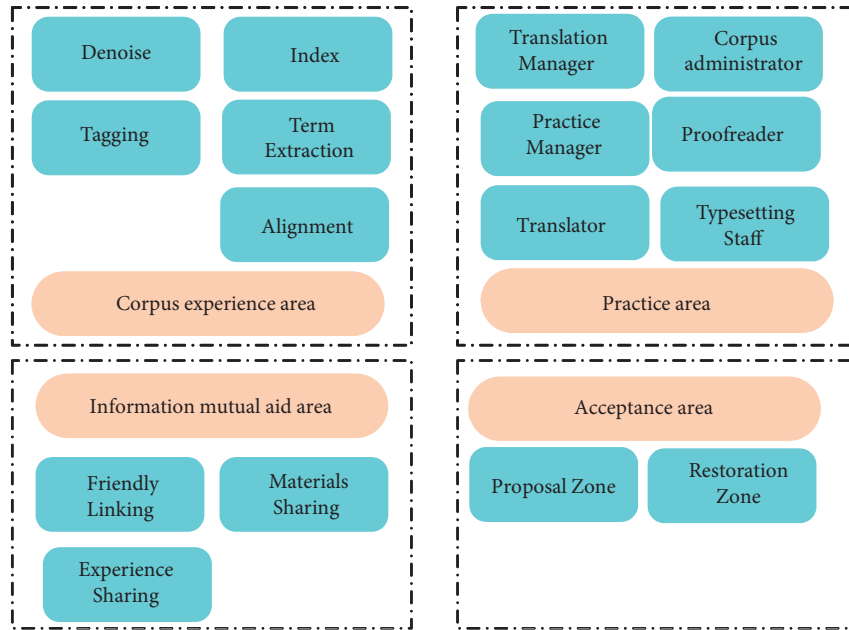 Denoise
Index
Tagging
Term
Extraction
Alignment
Corpus experience area
Translation
Manager
Corpus
administrator
Practice
Manager
Proofreader
Translator
Typesetting
Staff
Practice area
Information mutual aid area
Friendly
Linking
Materials
Sharing
Experience
Sharing
Acceptance area
Proposal Zone
Restoration
Zone